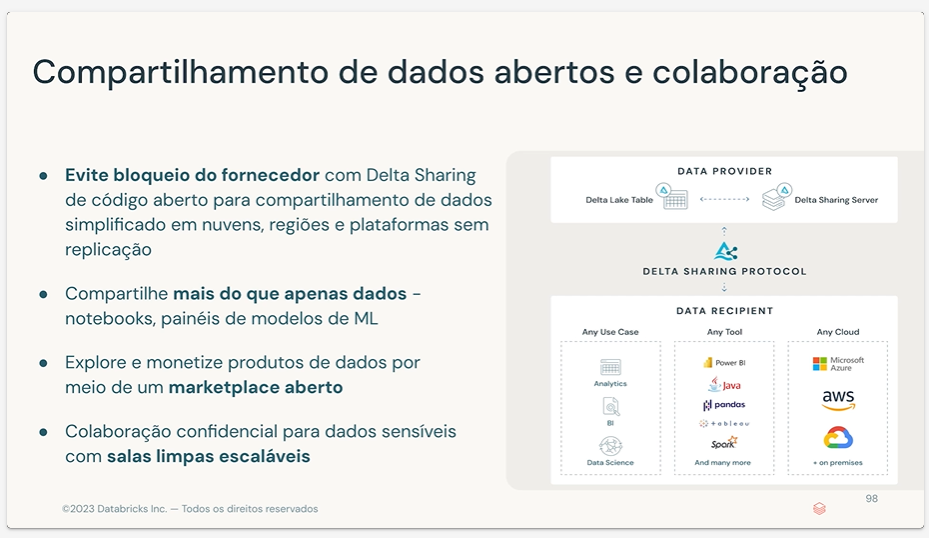 Compartilhamento de dados abertos e colaboração
● Evite bloqueio do fornecedor com Delta Sharing
de código aberto para compartilhamento de dados
simplificado em nuvens, regiões e plataformas sem
replicação
● Compartilhe mais do que apenas dados -
notebooks, painéis de modelos de ML
● Explore e monetize produtos de dados por
meio de um marketplace aberto
● Colaboração confidencial para dados sensíveis
com salas limpas escaláveis
DATA PROVIDER
Delta Lake Table
Delta Sharing Server
DELTA SHARING PROTOCOL
DATA RECIPIENT
Any Use Case
Analytics
BI
Data Science
Any Tool
Power BI
Java
pandas
+ableau
Spark
And many more
Any Cloud
Microsoft
Azure
aws
+ on premises
©2023 Databricks Inc. — Todos os direitos reservados
98